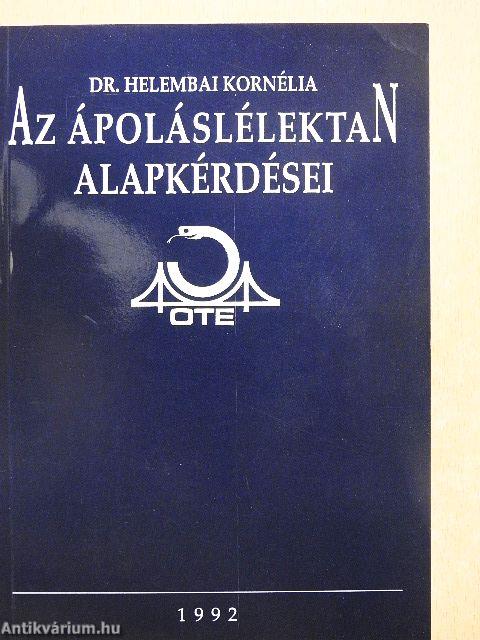 DR. HELEMBAI KORNÉLIA
AZ ÁPOLÁSLÉLEKTAN
ALAPKÉRDÉSEI
OTE
1992
Antikvárium.hu